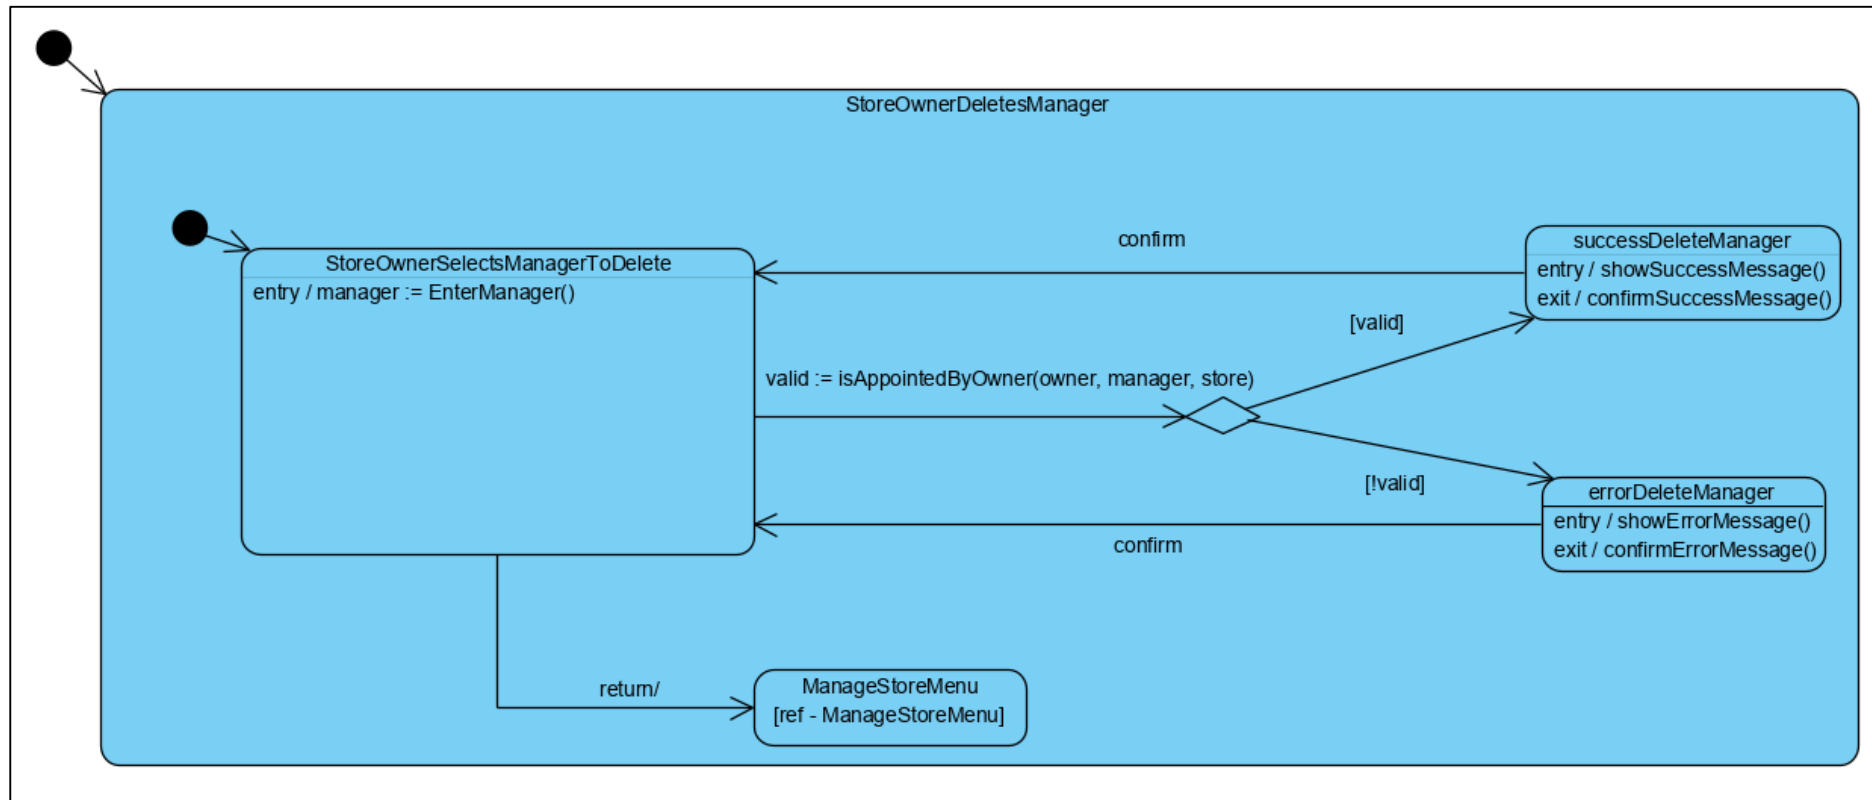 StoreOwnerDeletesManager
StoreOwnerSelectsManagerToDelete
entry / manager := EnterManager()
confirm
successDeleteManager
entry / showSuccessMessage()
exit / confirmSuccessMessage()
[valid]
valid := isAppointedByOwner(owner, manager, store)
[!valid]
errorDeleteManager
entry / showErrorMessage()
exit / confirmErrorMessage()
confirm
return/
ManageStoreMenu
[ref - ManageStoreMenu]